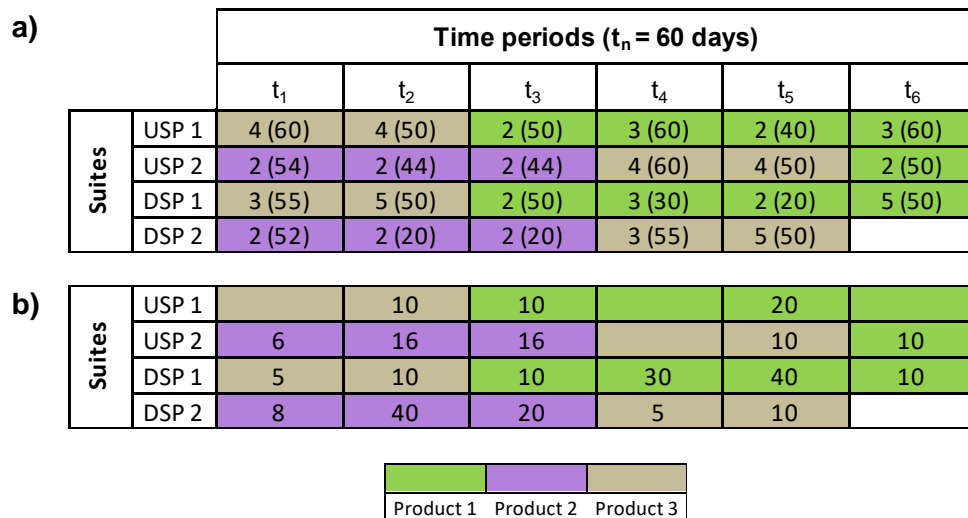 a)
Time periods (tn = 60 days)
t1 t2 t3 t4 t5 t6
Suites
USP 1 4 (60) 4 (50) 2 (50) 3 (60) 2 (40) 3 (60)
USP 2 2 (54) 2 (44) 2 (44) 4 (60) 4 (50) 2 (50)
DSP 1 3 (55) 5 (50) 2 (50) 3 (30) 2 (20) 5 (50)
DSP 2 2 (52) 2 (20) 2 (20) 3 (55) 5 (50)
b)
Suites
USP 1 10 10 20
USP 2 6 16 16 10 10
DSP 1 5 10 10 30 40 10
DSP 2 8 40 20 5 10
Product 1 Product 2 Product 3